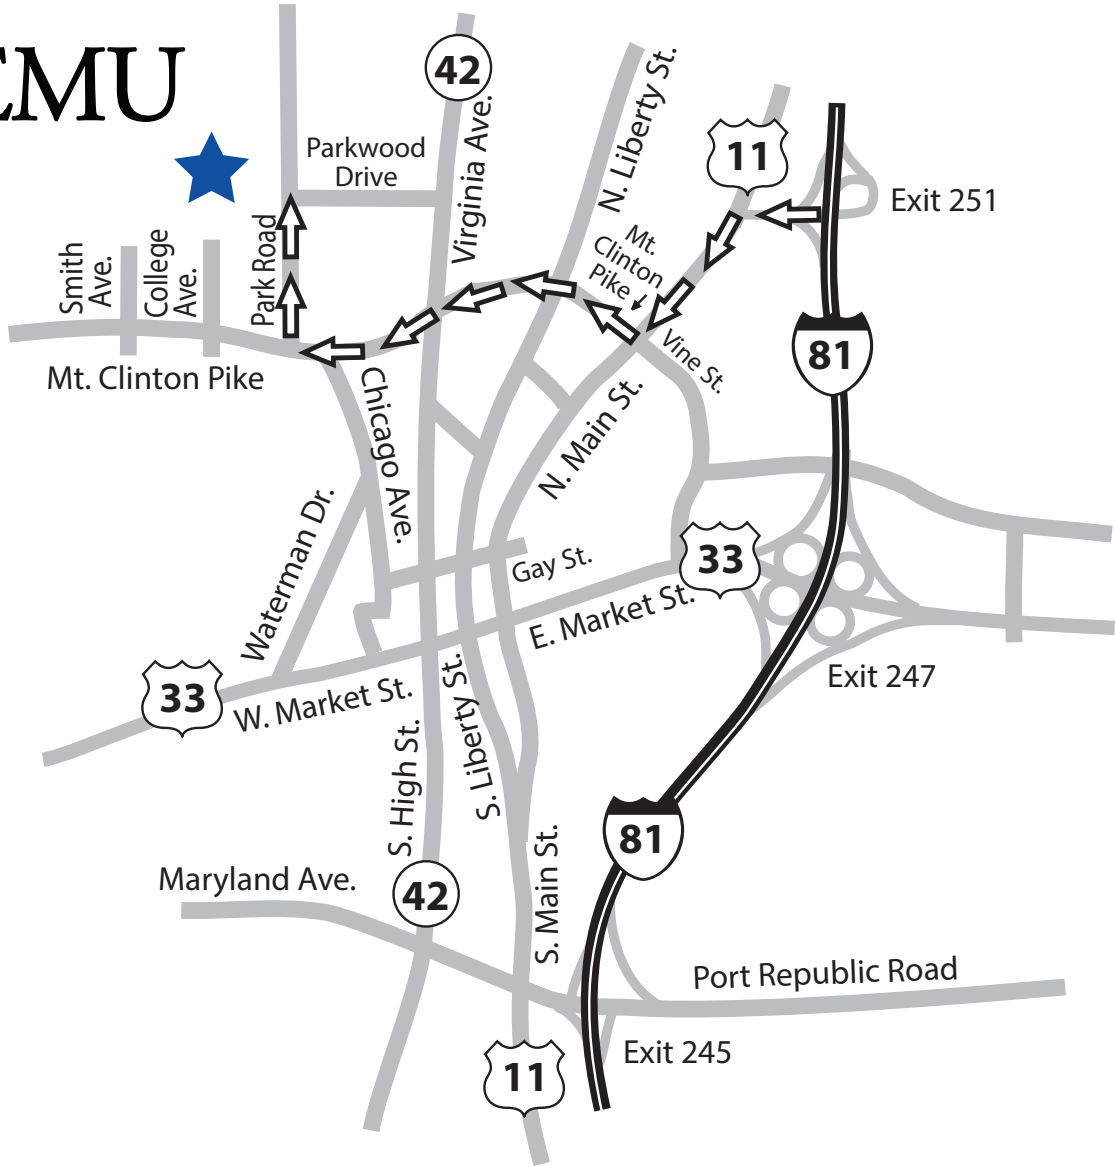 EMU
42
Virginia Ave.
N. Liberty St.
11
Exit 251
Parkwood
Drive
Smith
Ave.
College
Ave.
Park Road
Mt.
Clinton
Pike
Vine St.
81
Mt. Clinton Pike
Chicago Ave.
N. Main St.
Waterman Dr.
Gay St.
33
E. Market St.
Exit 247
33
W. Market St.
S. High St.
S. Liberty St.
81
Maryland Ave.
42
S. Main St.
Port Republic Road
11
Exit 245